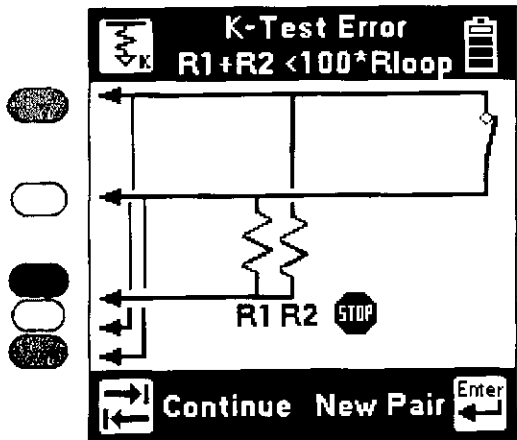 K-Test Error
K
R1+R2 <100*Rloop
R1 R2 STOP
Continue New Pair Enter